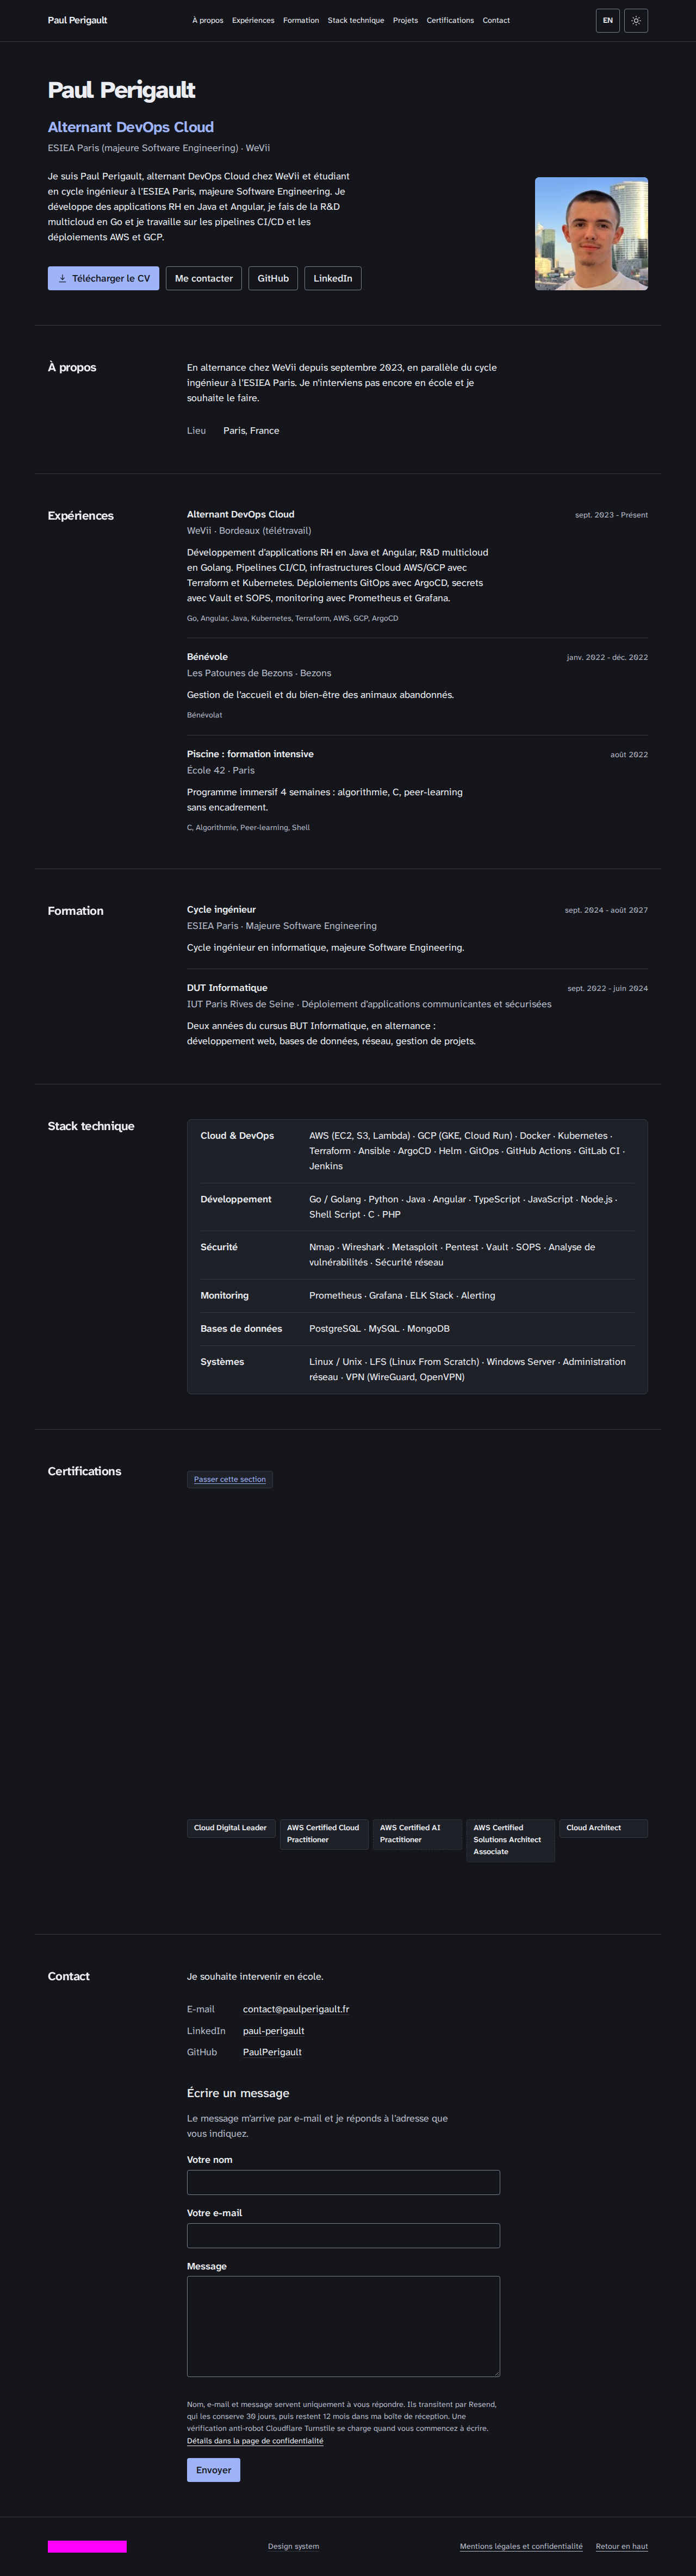 Paul Perigault
À propos Expériences Formation Stack technique Projets Certifications Contact
EN
Paul Perigault
Alternant DevOps Cloud
ESIEA Paris (majeure Software Engineering) · WeVii
Je suis Paul Perigault, alternant DevOps Cloud chez WeVii et étudiant
en cycle ingénieur à l'ESIEA Paris, majeure Software Engineering. Je
développe des applications RH en Java et Angular, je fais de la R&D
multicloud en Go et je travaille sur les pipelines CI/CD et les
déploiements AWS et GCP.
Télécharger le CV
Me contacter
GitHub
LinkedIn
À propos
En alternance chez WeVii depuis septembre 2023, en parallèle du cycle
ingénieur à l'ESIEA Paris. Je n'interviens pas encore en école et je
souhaite le faire.
Lieu Paris, France
Expériences
Alternant DevOps Cloud sept. 2023 - Présent
WeVii · Bordeaux (télétravail)
Développement d'applications RH en Java et Angular, R&D multicloud
en Golang. Pipelines CI/CD, infrastructures Cloud AWS/GCP avec
Terraform et Kubernetes. Déploiements GitOps avec ArgoCD, secrets
avec Vault et SOPS, monitoring avec Prometheus et Grafana.
Go, Angular, Java, Kubernetes, Terraform, AWS, GCP, ArgoCD
Bénévole janv. 2022 - déc. 2022
Les Patounes de Bezons · Bezons
Gestion de l'accueil et du bien-être des animaux abandonnés.
Bénévolat
Piscine : formation intensive août 2022
École 42 · Paris
Programme immersif 4 semaines : algorithmie, C, peer-learning
sans encadrement.
C, Algorithmie, Peer-learning, Shell
Formation
Cycle ingénieur sept. 2024 - août 2027
ESIEA Paris · Majeure Software Engineering
Cycle ingénieur en informatique, majeure Software Engineering.
DUT Informatique sept. 2022 - juin 2024
IUT Paris Rives de Seine · Déploiement d'applications communicantes et sécurisées
Deux années du cursus BUT Informatique, en alternance :
développement web, bases de données, réseau, gestion de projets.
Stack technique
Cloud & DevOps AWS (EC2, S3, Lambda) · GCP (GKE, Cloud Run) · Docker · Kubernetes ·
Terraform · Ansible · ArgoCD · Helm · GitOps · GitHub Actions · GitLab CI ·
Jenkins
Développement Go / Golang · Python · Java · Angular · TypeScript · JavaScript · Node.js ·
Shell Script · C · PHP
Sécurité Nmap · Wireshark · Metasploit · Pentest · Vault · SOPS · Analyse de
vulnérabilités · Sécurité réseau
Monitoring Prometheus · Grafana · ELK Stack · Alerting
Bases de données PostgreSQL · MySQL · MongoDB
Systèmes Linux / Unix · LFS (Linux From Scratch) · Windows Server · Administration
réseau · VPN (WireGuard, OpenVPN)
Certifications
Passer cette section
Cloud Digital Leader
AWS Certified Cloud
Practitioner
AWS Certified AI
Practitioner
AWS Certified
Solutions Architect
Associate
Cloud Architect
Contact
Je souhaite intervenir en école.
E-mail contact@paulperigault.fr
LinkedIn paul-perigault
GitHub PaulPerigault
Écrire un message
Le message m'arrive par e-mail et je réponds à l'adresse que
vous indiquez.
Votre nom
Votre e-mail
Message
Nom, e-mail et message servent uniquement à vous répondre. Ils transitent par Resend,
qui les conserve 30 jours, puis restent 12 mois dans ma boîte de réception. Une
vérification anti-robot Cloudflare Turnstile se charge quand vous commencez à écrire.
Détails dans la page de confidentialité
Envoyer
Design system
Mentions légales et confidentialité
Retour en haut